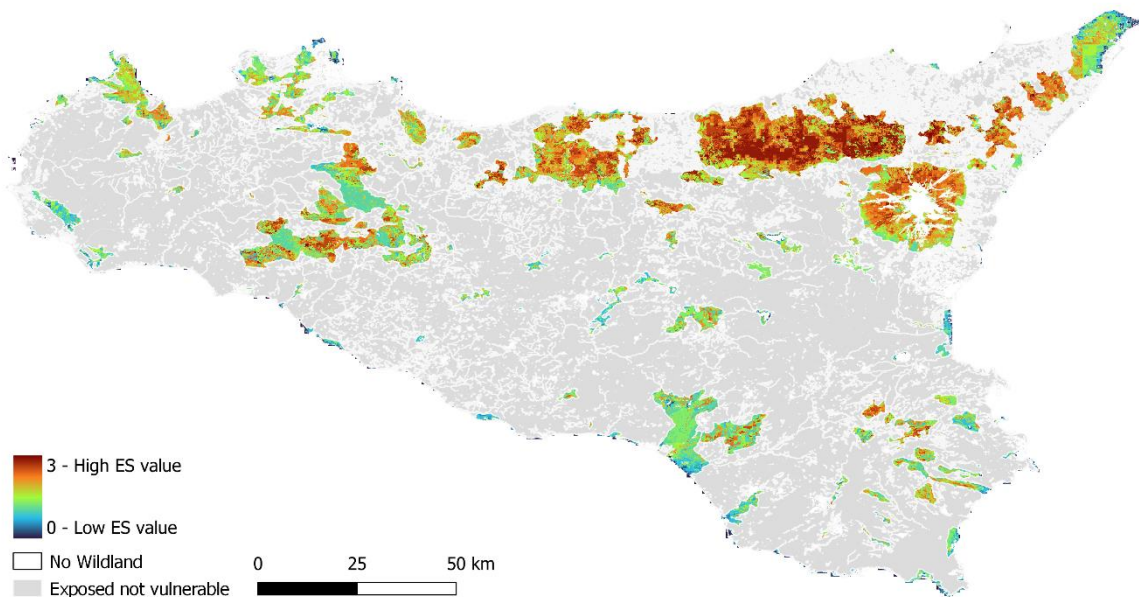 3 - High ES value
0 - Low ES value
No Wildland
Exposed not vulnerable
0 25 50 km